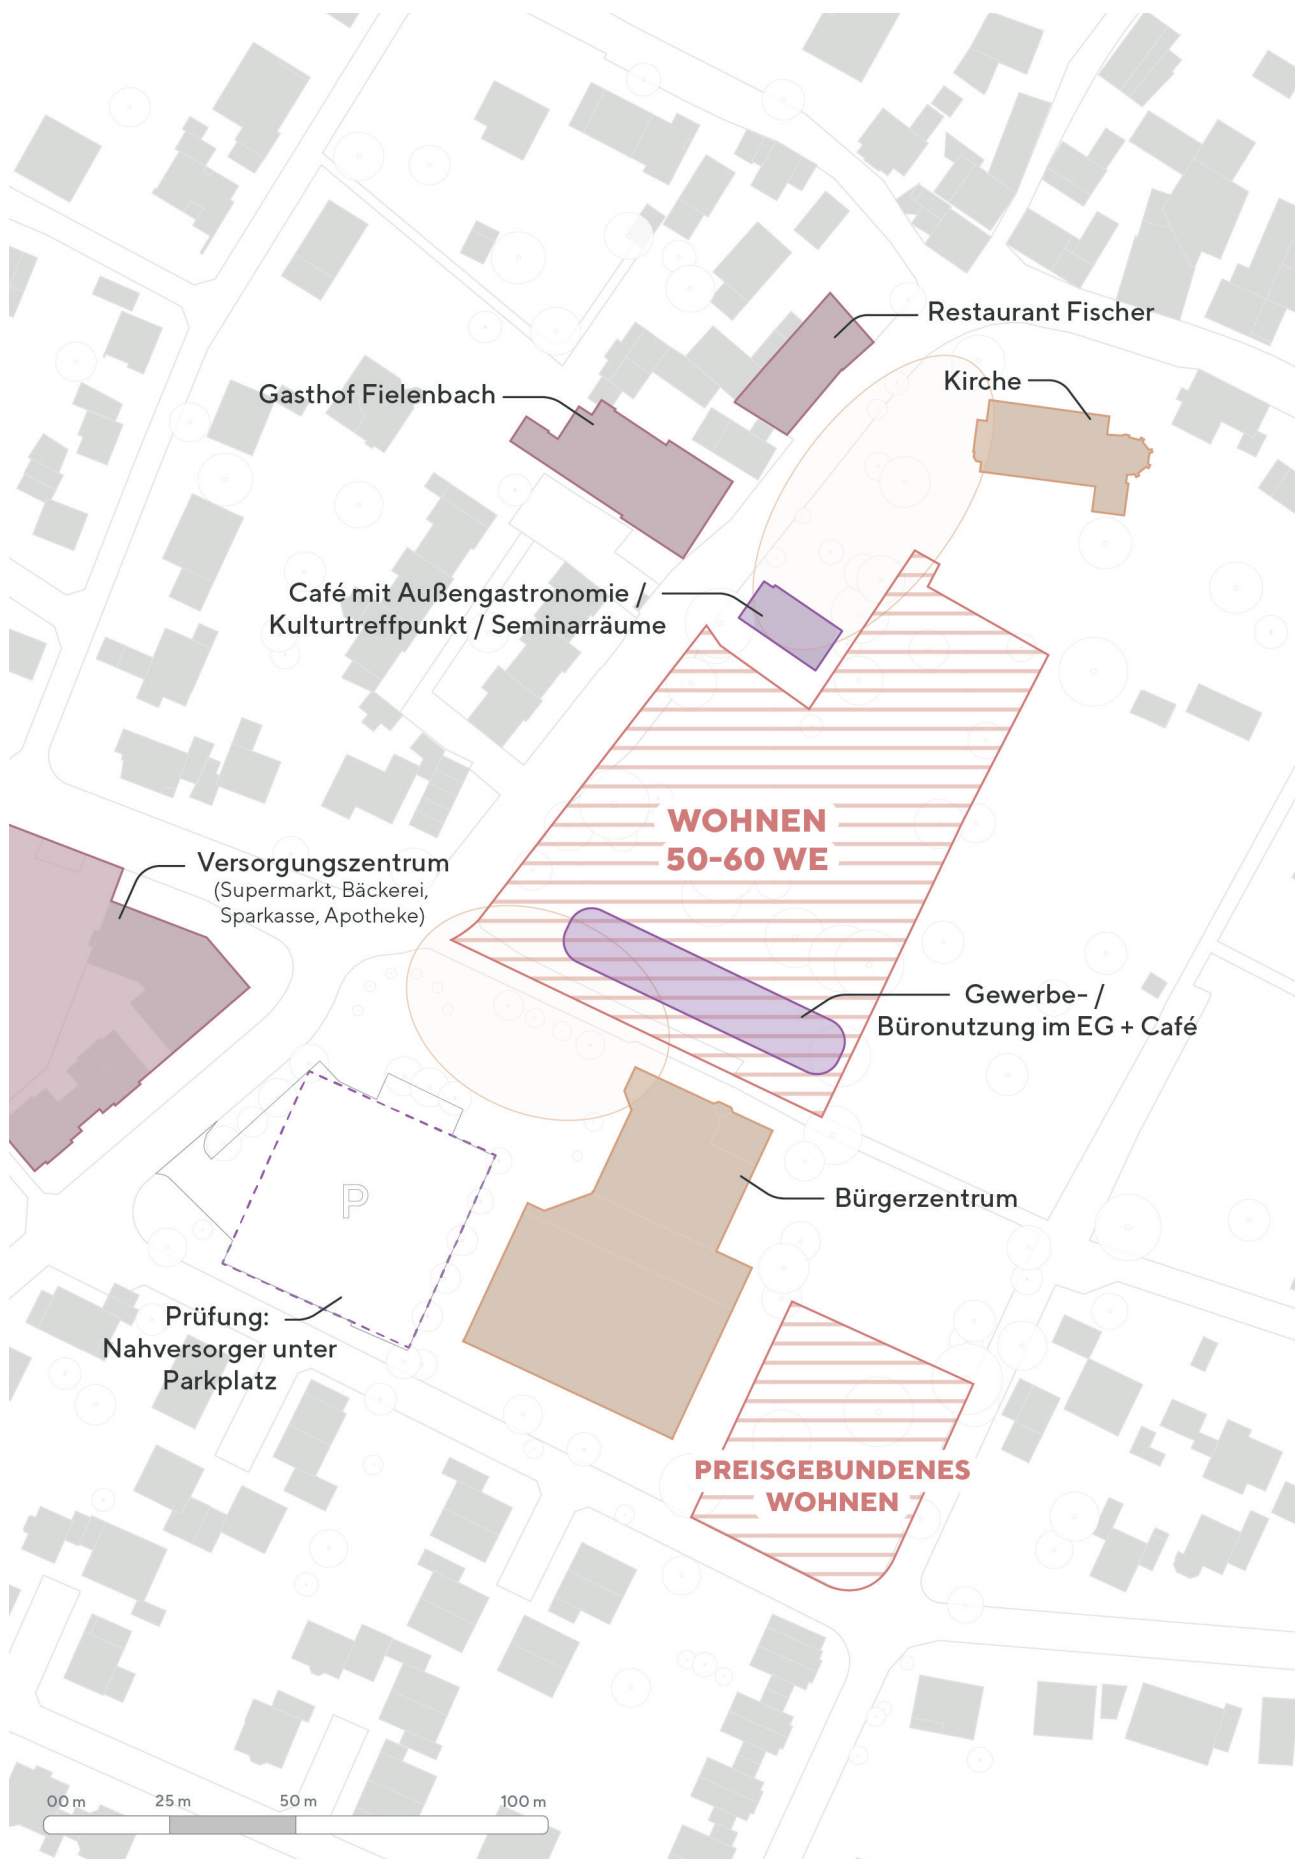 Restaurant Fischer
Kirche
Gasthof Fielenbach
Café mit Außengastronomie /
Kulturtreffpunkt / Seminarräume
WOHNEN
50-60 WE
Versorgungszentrum
(Supermarkt, Bäckerei,
Sparkasse, Apotheke)
Gewerbe- /
Büronutzung im EG + Café
P
Bürgerzentrum
Prüfung:
Nahversorger unter
Parkplatz
PREISGEBUNDENES
WOHNEN
00 m 25 m 50 m 100 m